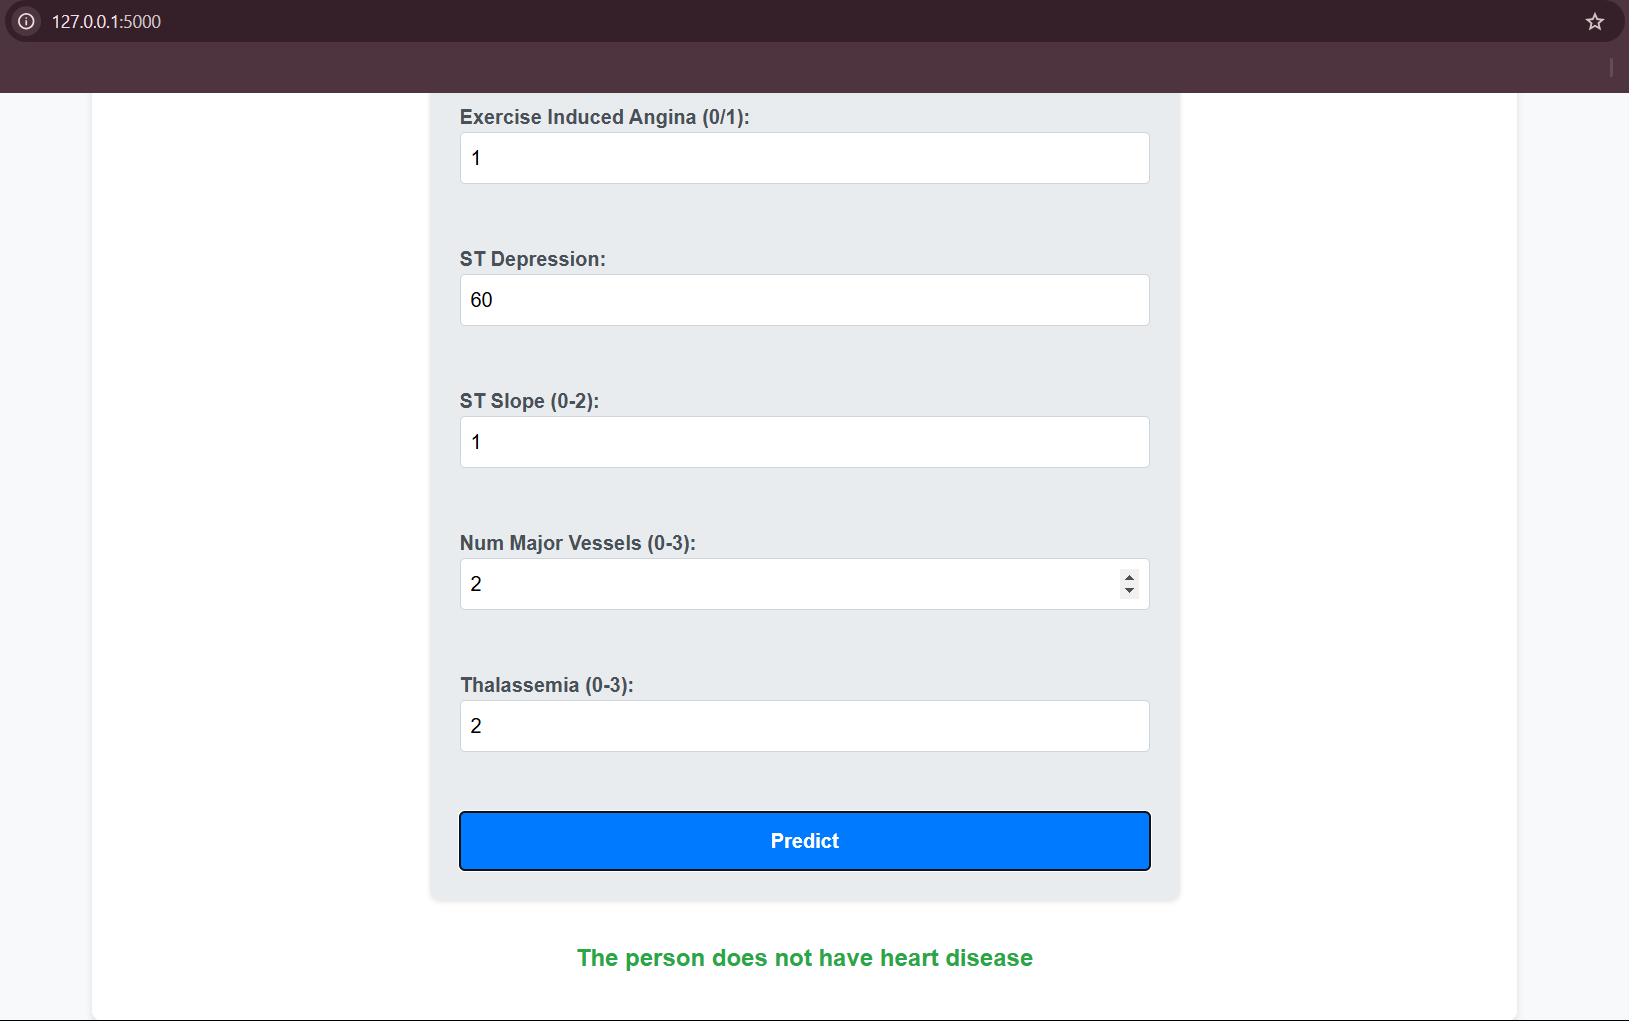 127.0.0.1:5000
Exercise Induced Angina (0/1):
1
ST Depression:
60
ST Slope (0-2):
1
Num Major Vessels (0-3):
2
Thalassemia (0-3):
2
Predict
The person does not have heart disease